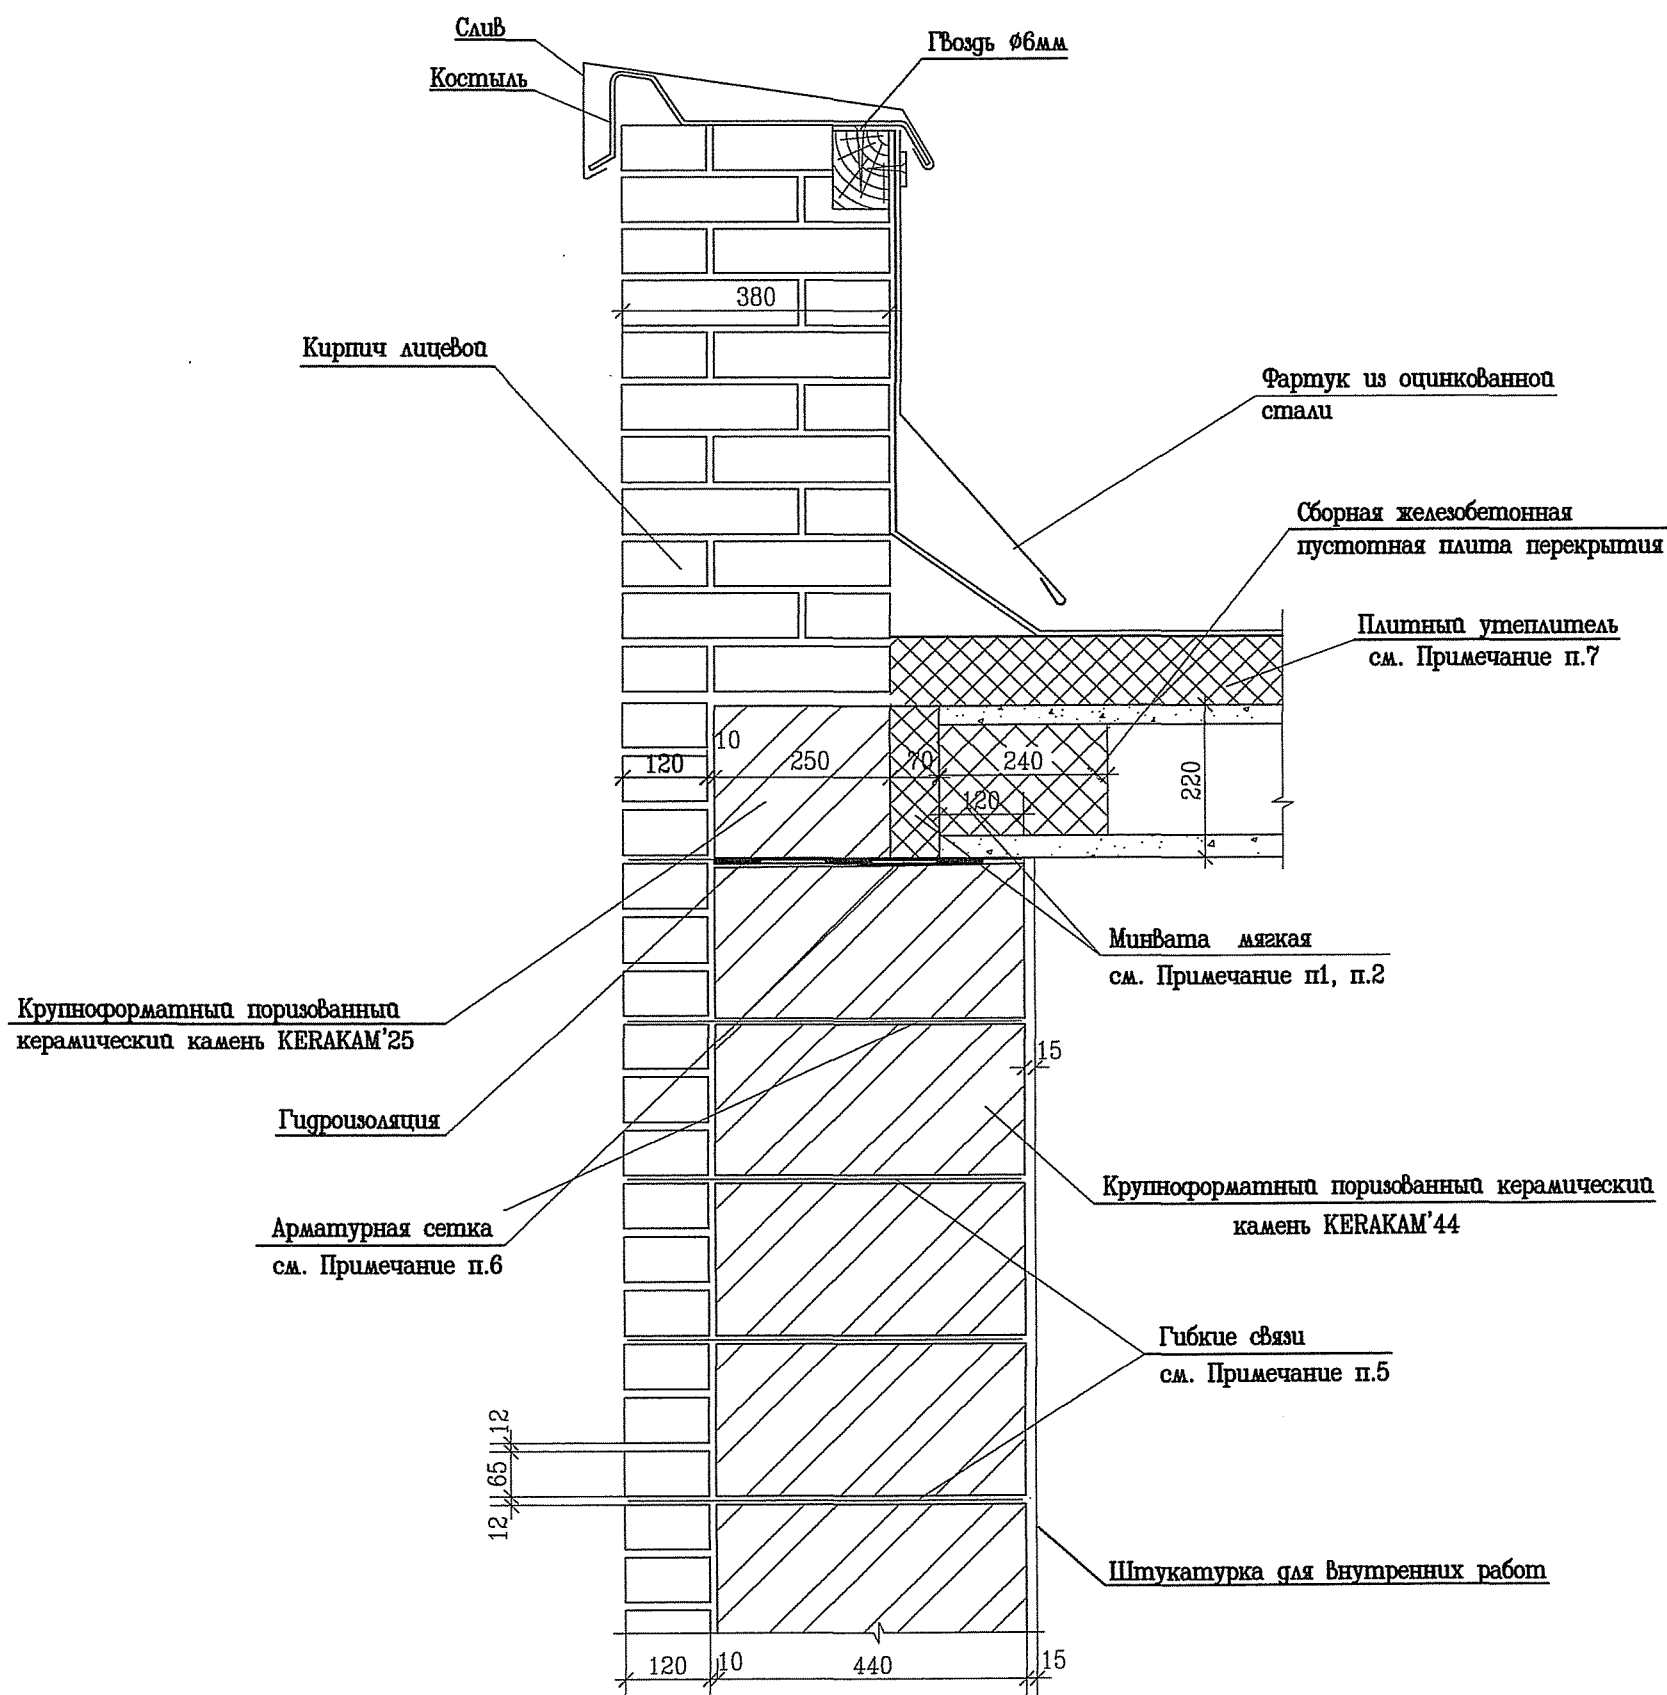 Слив
Костыль
Гвоздь ϕ6мм
380
Кирпич лицевой
Фартук из оцинкованной
стали
Сборная железобетонная
пустотная плита перекрытия
Плитный утеплитель
см. Примечание п.7
10
120
250
70
240
120
220
Минвата мягкая
см. Примечание п1, п.2
Крупноформатный поризованный
керамический камень KERAKAM'25
15
Гидроизоляция
Крупноформатный поризованный керамический
камень KERAKAM'44
Арматурная сетка
см. Примечание п.6
Гибкие связи
см. Примечание п.5
12
65
12
Штукатурка для внутренних работ
120
10
440
15